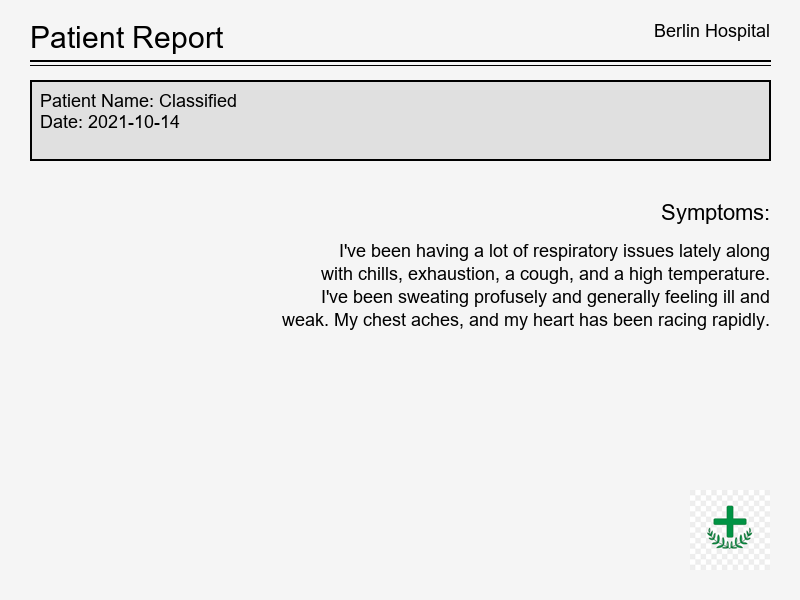 Patient Report
Berlin Hospital
Patient Name: Classified
Date: 2021-10-14
Symptoms:
I've been having a lot of respiratory issues lately along
with chills, exhaustion, a cough, and a high temperature.
I've been sweating profusely and generally feeling ill and
weak. My chest aches, and my heart has been racing rapidly.